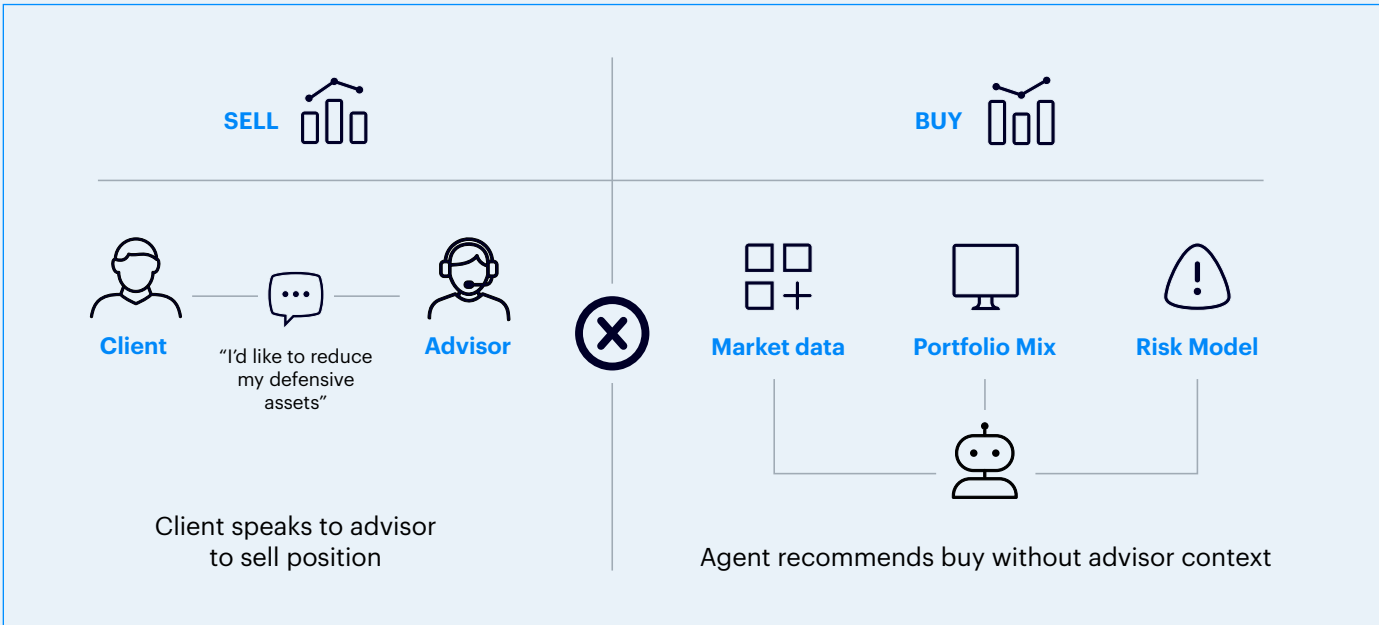 SELL
BUY
Client
“I’d like to reduce
my defensive
assets”
Advisor
Market data
Portfolio Mix
Risk Model
Client speaks to advisor
to sell position
Agent recommends buy without advisor context